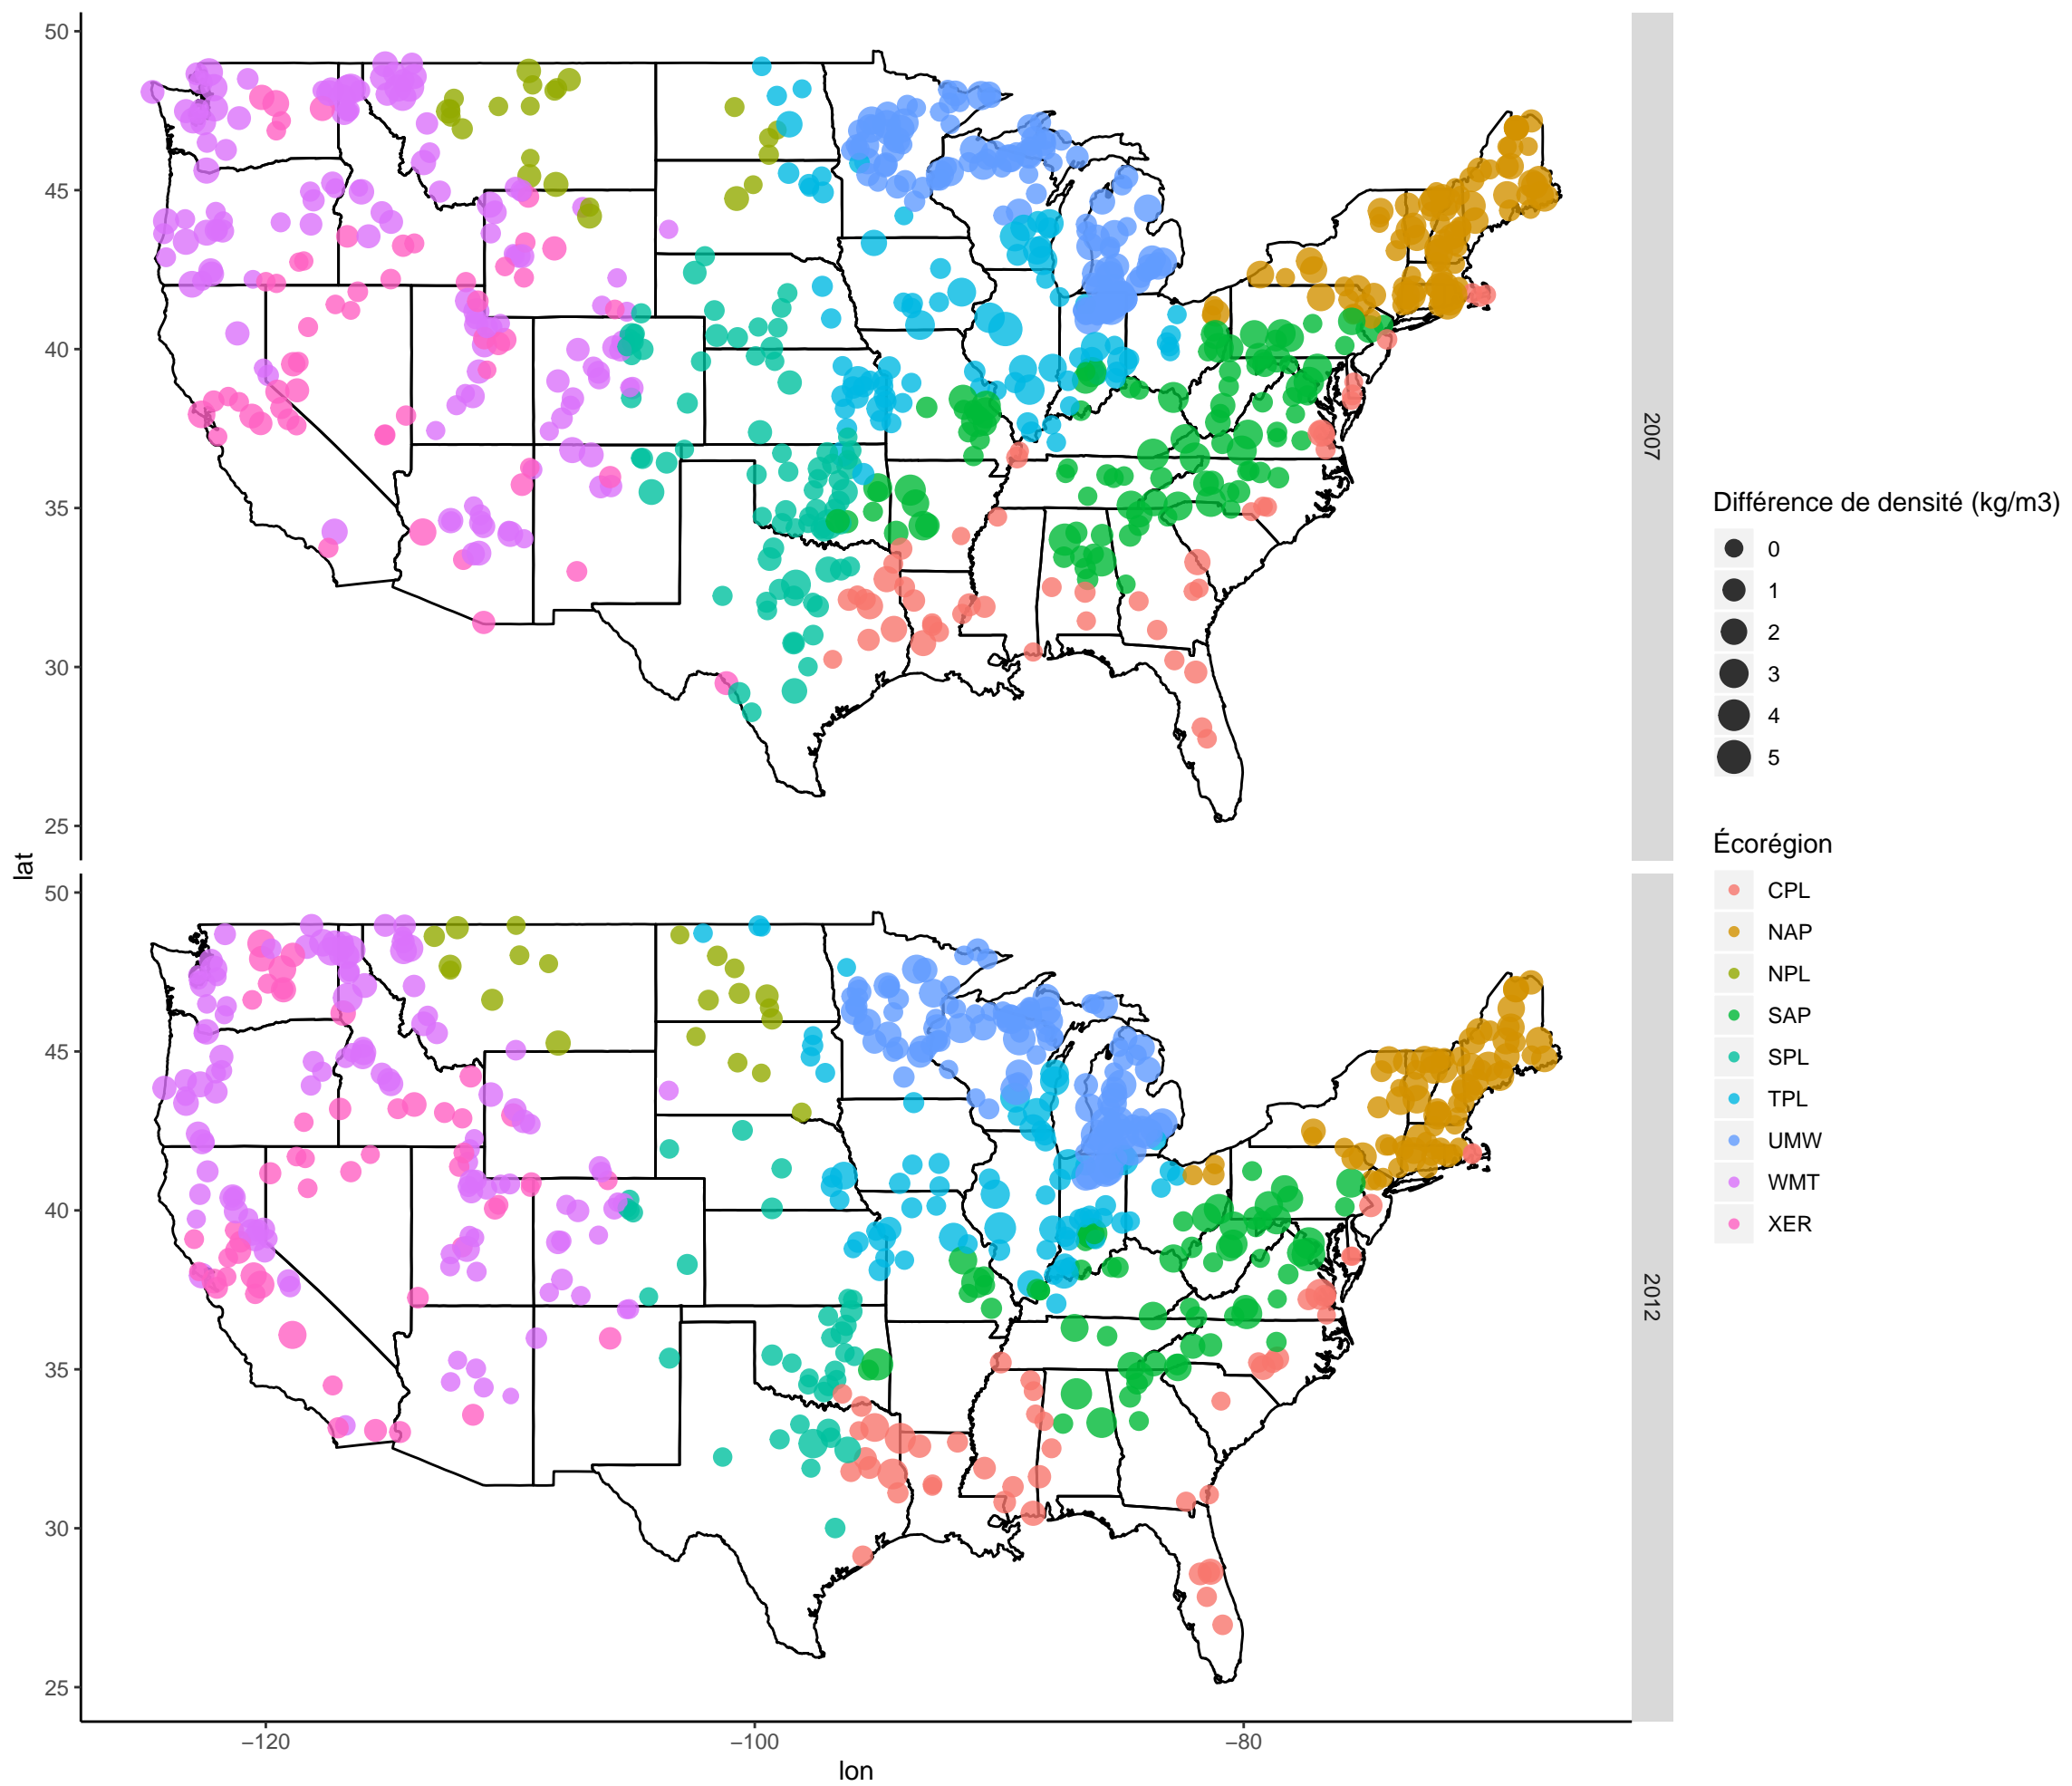 50
45
40
35
30
25
2007
50
45
40
35
30
25
2012
lat
−120
−100
−80
lon
Différence de densité (kg/m3)
0
1
2
3
4
5
Écorégion
CPL
NAP
NPL
SAP
SPL
TPL
UMW
WMT
XER